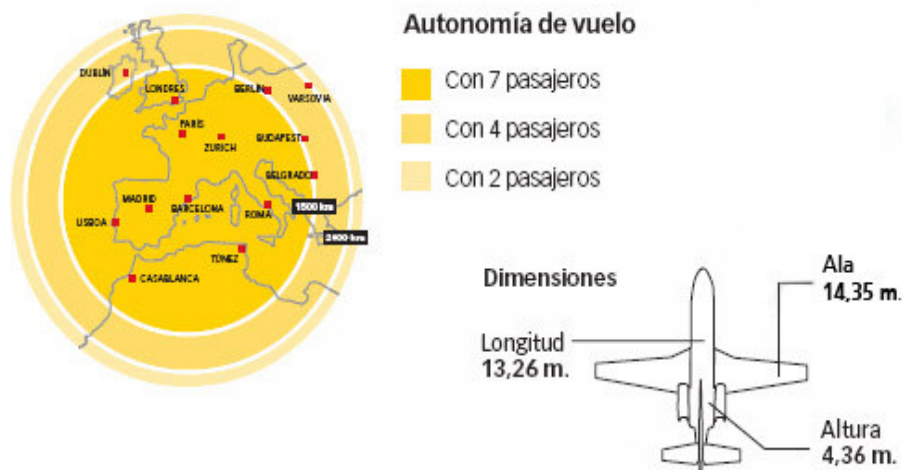 Autonomía de vuelo
Con 7 pasajeros
Con 4 pasajeros
Con 2 pasajeros
DUBLÍN
LONDRES
BERLÍN
VARSOVIA
PARÍS
ZURICH
BUDAPEST
BELGRADO
MADRID
BARCELONA
ROMA
1500 km
LISBOA
2000 km
TÚNEZ
CASABLANCA
Dimensiones
Ala
14,35 m.
Longitud
13,26 m.
Altura
4,36 m.